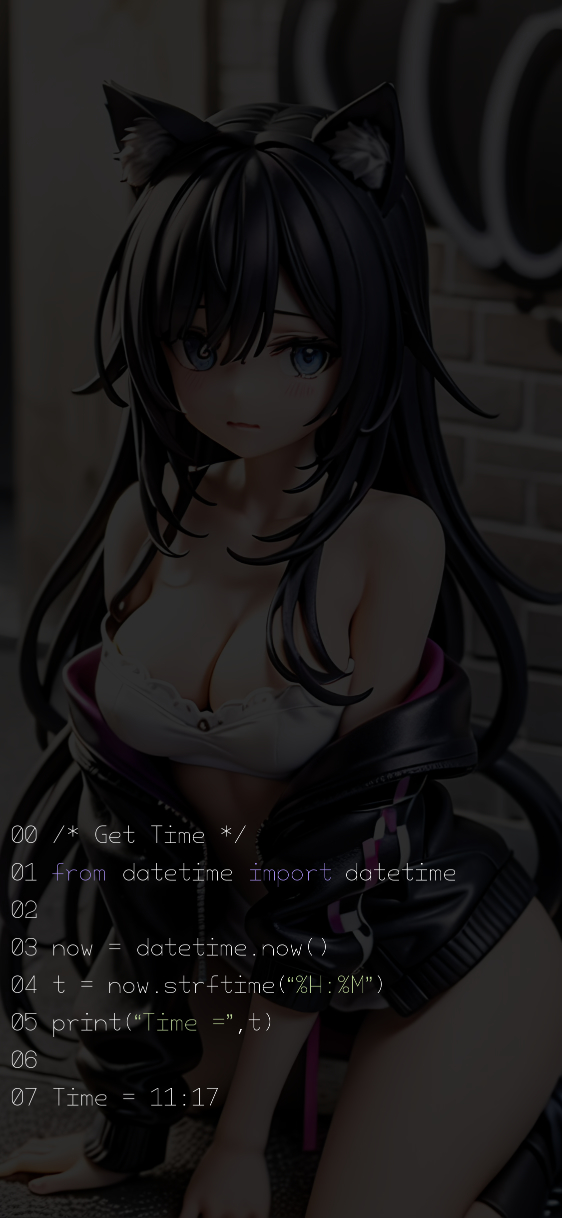 00 /* Get Time */
01 from datetime import datetime
02
03 now = datetime.now()
04 t = now.strftime(“%H:%M”)
05 print(“Time =”,t)
06
07 Time = 11:17